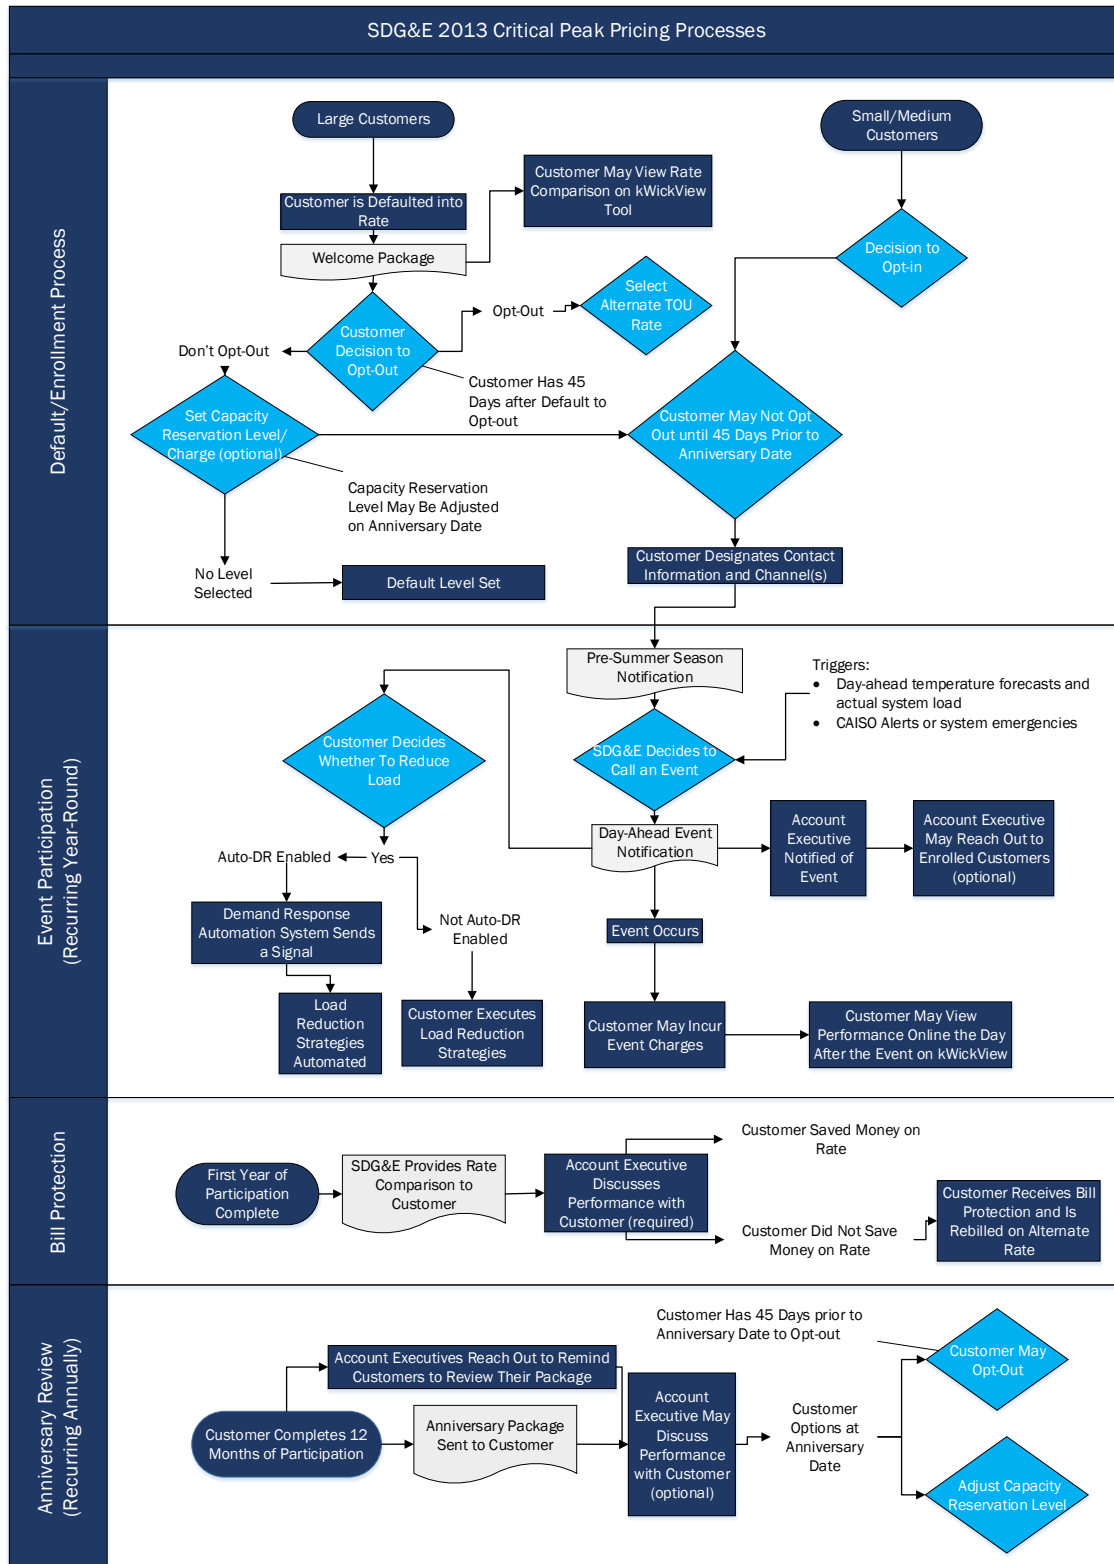 SDG&E 2013 Critical Peak Pricing Processes
Default/Enrollment Process
Large Customers
Small/Medium
Customers
Customer is Defaulted into
Rate
Customer May View Rate
Comparison on kWickView
Tool
Welcome Package
Decision to
Opt-in
Customer
Decision to
Opt-Out
Opt-Out
Select
Alternate TOU
Rate
Don't Opt-Out
Customer Has 45
Days after Default to
Opt-out
Set Capacity
Reservation Level/
Charge (optional)
Customer May Not Opt
Out until 45 Days Prior to
Anniversary Date
Capacity Reservation
Level May Be Adjusted
on Anniversary Date
No Level
Selected
Default Level Set
Customer Designates Contact
Information and Channel(s)
Event Participation
(Recurring Year-Round)
Pre-Summer Season
Notification
Triggers:
• Day-ahead temperature forecasts and
actual system load
• CAISO Alerts or system emergencies
Customer Decides
Whether To Reduce
Load
SDG&E Decides to
Call an Event
Day-Ahead Event
Notification
Account
Executive
Notified of
Event
Account Executive
May Reach Out to
Enrolled Customers
(optional)
Auto-DR Enabled
Yes
Demand Response
Automation System Sends
a Signal
Not Auto-DR
Enabled
Event Occurs
Load
Reduction
Strategies
Automated
Customer Executes
Load Reduction
Strategies
Customer May Incur
Event Charges
Customer May View
Performance Online the Day
After the Event on kWickView
Bill Protection
First Year of
Participation
Complete
SDG&E Provides Rate
Comparison to
Customer
Account Executive
Discusses
Performance with
Customer (required)
Customer Saved Money on
Rate
Customer Did Not Save
Money on Rate
Customer Receives Bill
Protection and Is
Rebilled on Alternate
Rate
Anniversary Review
(Recurring Annually)
Customer Has 45 Days prior to
Anniversary Date to Opt-out
Customer May
Opt-Out
Account Executives Reach Out to Remind
Customers to Review Their Package
Customer Completes 12
Months of Participation
Anniversary Package
Sent to Customer
Account
Executive May
Discuss
Performance
with Customer
(optional)
Customer
Options at
Anniversary
Date
Adjust Capacity
Reservation Level